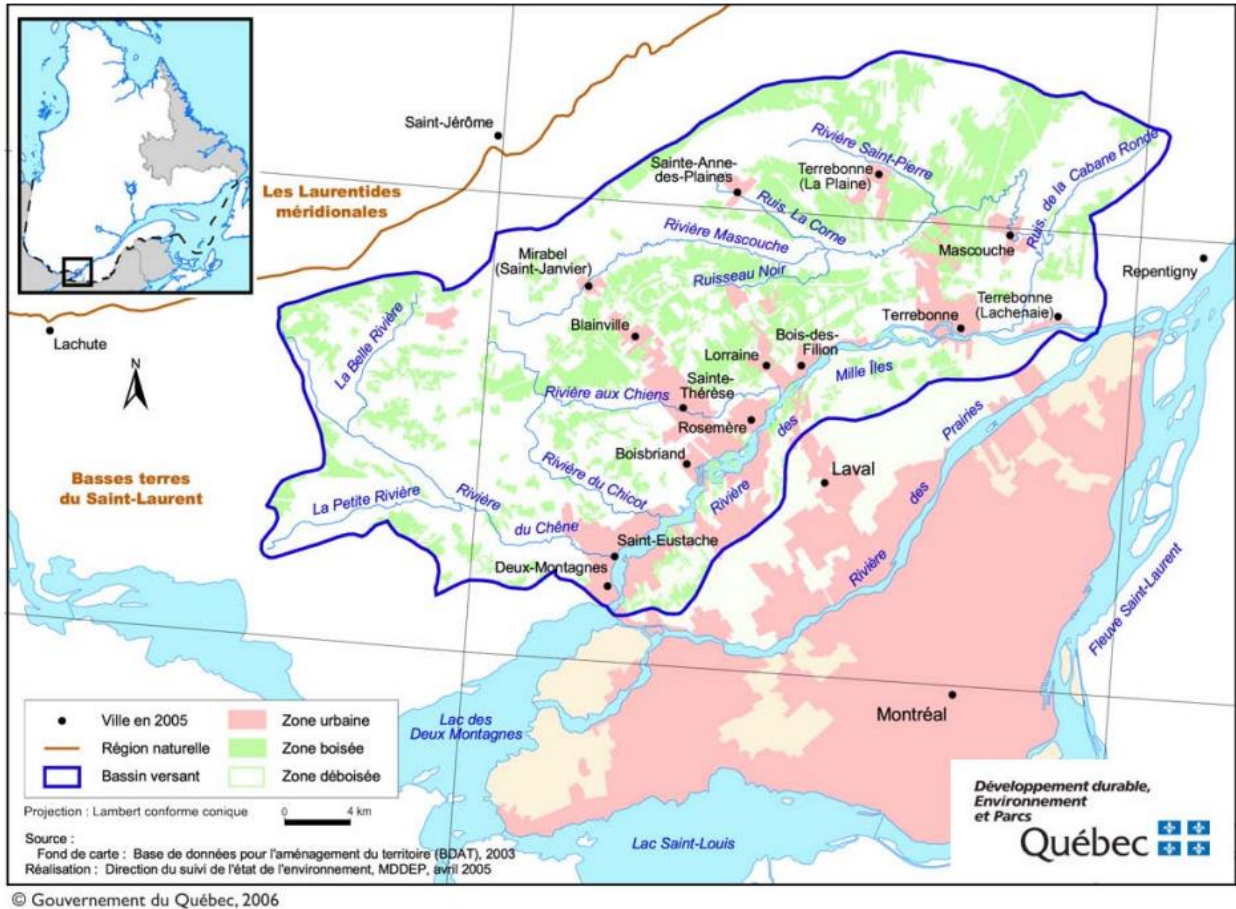 Saint-Jérôme
Les Laurentides
méridionales
Sainte-Anne-
des-Plaines
Rivière Saint-Pierre
Terrebonne
(La Plaine)
Ruis. de la Cabane Ronde
Ruis. La Corne
Rivière Mascouche
Mascouche
Mirabel
(Saint-Janvier)
Ruisseau Noir
Repentigny
Lachute
La Belle Rivière
Blainville
Terrebonne
Terrebonne
(Lachenaie)
Bois-des-
Filion
Lorraine
Mille Îles
N
Rivière aux Chiens
Sainte-
Thérèse
Rosemère
des
Prairies
Boisbriand
Laval
Basses terres
du Saint-Laurent
Rivière du Chicot
La Petite Rivière
Rivière
du Chêne
Rivière
des
Saint-Eustache
Deux-Montagnes
Rivière
Fleuve Saint-Laurent
Montréal
Lac des
Deux Montagnes
Lac Saint-Louis
Ville en 2005
Région naturelle
Bassin versant
Zone urbaine
Zone boisée
Zone déboisée
Projection : Lambert conforme conique
0 4 km
Source :
Fond de carte : Base de données pour l'aménagement du territoire (BDAT), 2003
Réalisation : Direction du suivi de l'état de l'environnement, MDDEP, avril 2005
Développement durable,
Environnement
et Parcs
Québec
© Gouvernement du Québec, 2006